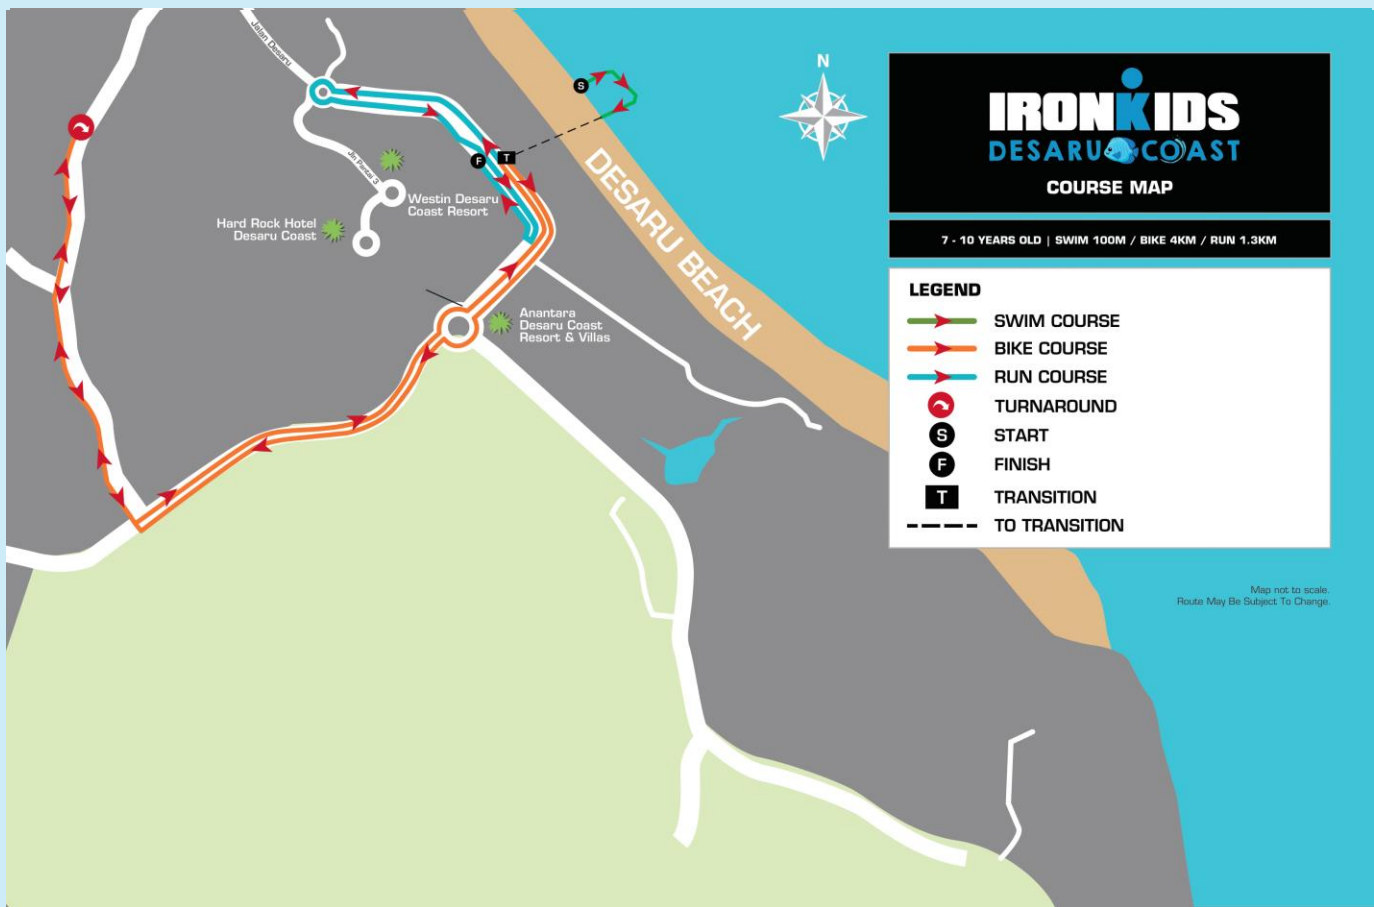 Jalan Desaru
N
S
IRONKIDS
DESARU COAST
COURSE MAP
7 - 10 YEARS OLD | SWIM 100M / BIKE 4KM / RUN 1.3KM
F
T
DESARU BEACH
Jln Pantai 3
Westin Desaru
Coast Resort
Hard Rock Hotel
Desaru Coast
Anantara
Desaru Coast
Resort & Villas
LEGEND
SWIM COURSE
BIKE COURSE
RUN COURSE
TURNAROUND
S START
F FINISH
T TRANSITION
TO TRANSITION
Map not to scale.
Route May Be Subject To Change.